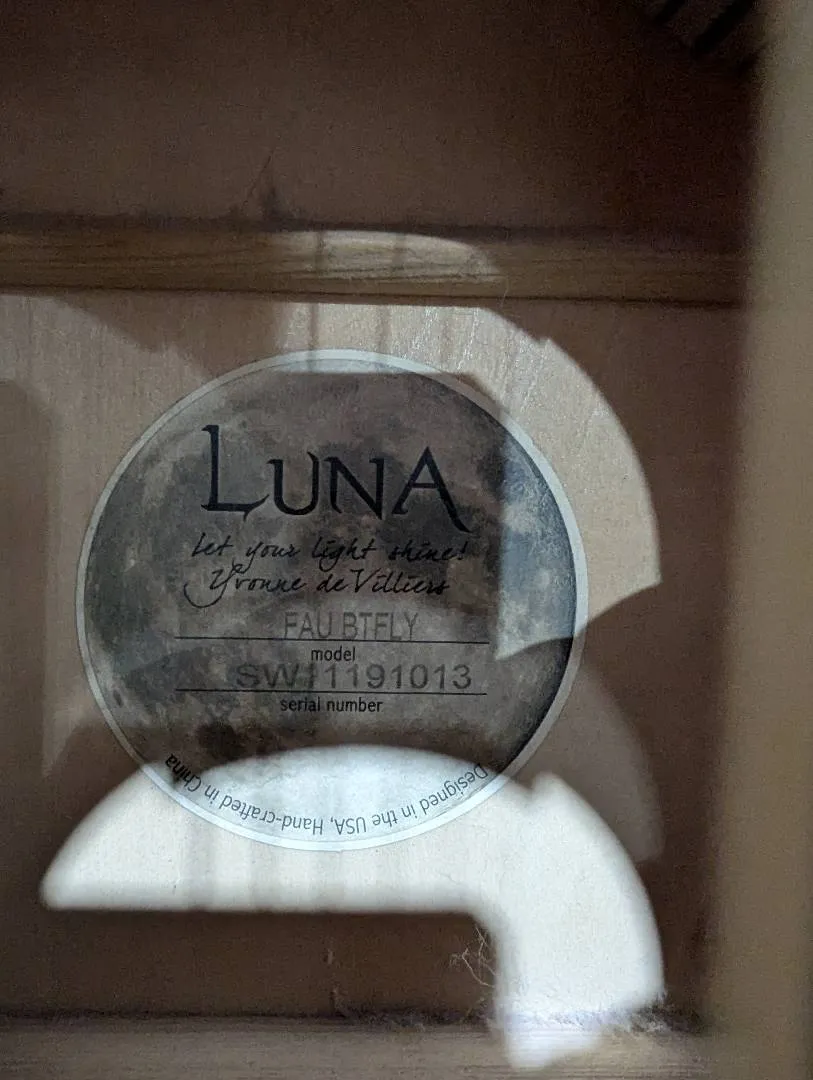 LUNA
let your light shine!
Yvonne de Villiers
FAU BTFLY
model
SW11191013
serial number
Designed in the USA, Hand-crafted in China